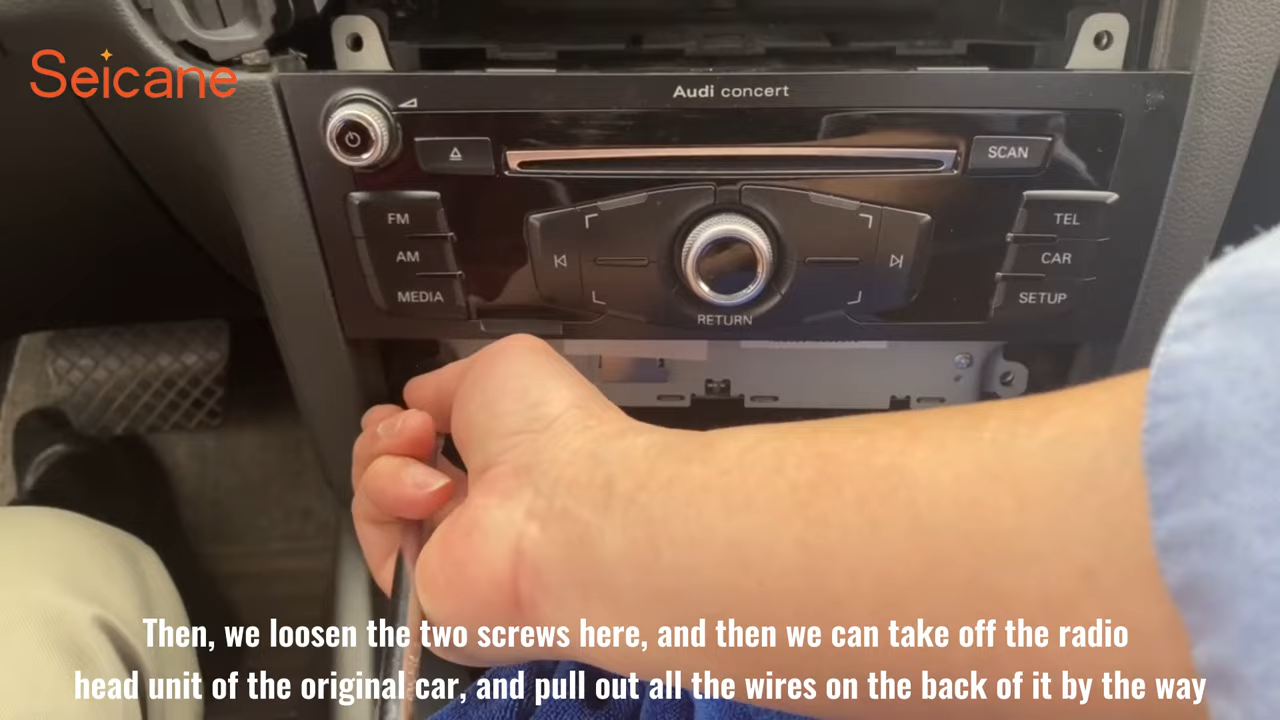 Seicane
Audi concert
SCAN
FM
TEL
AM
CAR
MEDIA
SETUP
RETURN
Then, we loosen the two screws here, and then we can take off the radio
head unit of the original car, and pull out all the wires on the back of it by the way